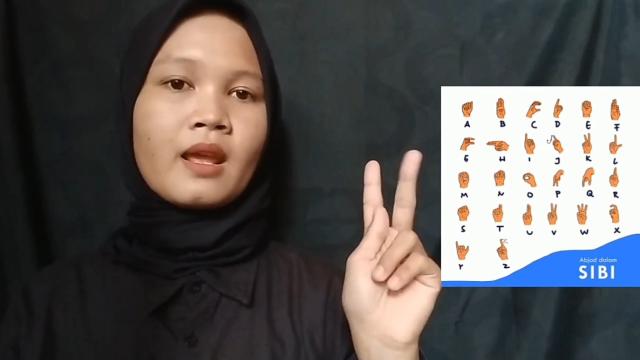 A B C D E F
G H I J K L
M N O P Q R
S T U V W X
Y Z
Abjad dalam
SIBI